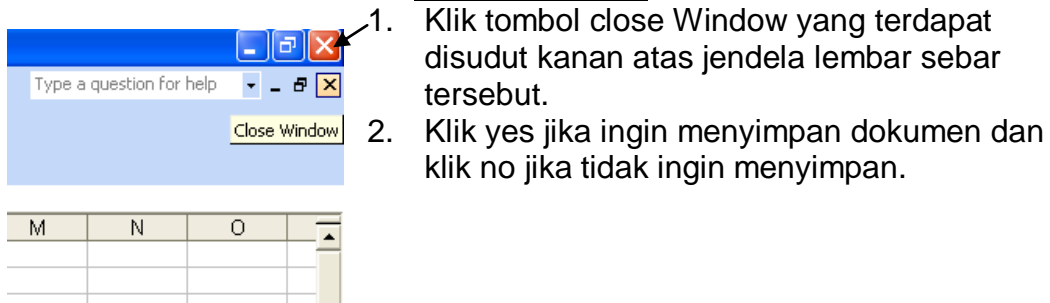 1. Klik tombol close Window yang terdapat
disudut kanan atas jendela lembar sebar
tersebut.
2. Klik yes jika ingin menyimpan dokumen dan
klik no jika tidak ingin menyimpan.
Type a question for help
Close Window
M N O